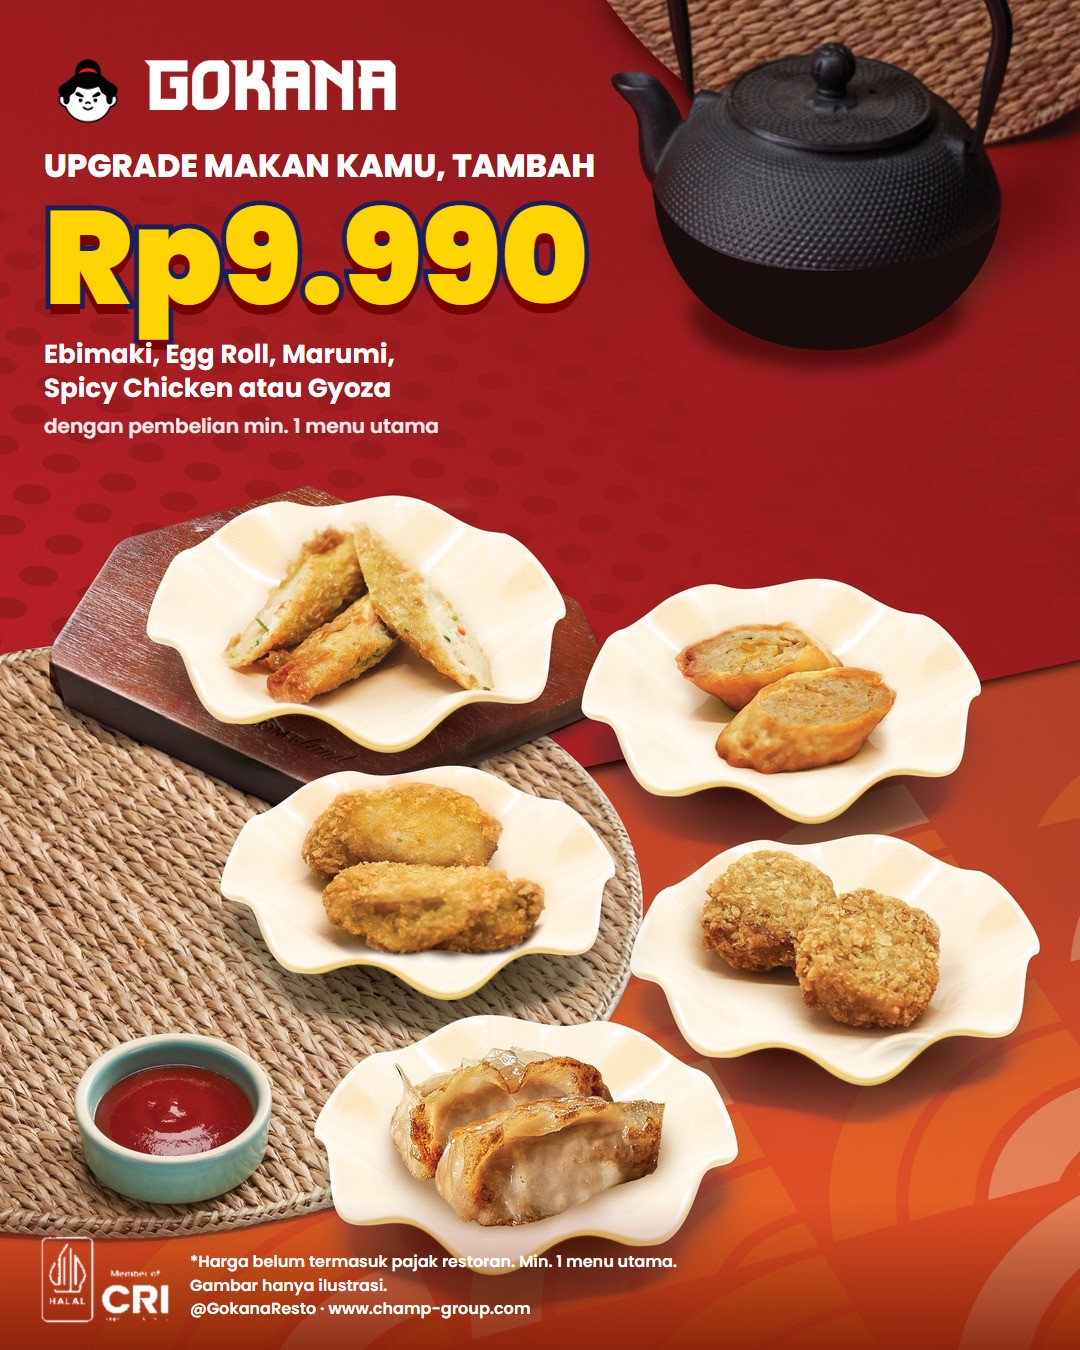 GOKANA
UPGRADE MAKAN KAMU, TAMBAH
Rp9.990
Ebimaki, Egg Roll, Marumi,
Spicy Chicken atau Gyoza
dengan pembelian min. 1 menu utama
*Harga belum termasuk pajak restoran. Min. 1 menu utama.
Gambar hanya ilustrasi.
@GokanaResto · www.champ-group.com
HALAL
Member of
CRI